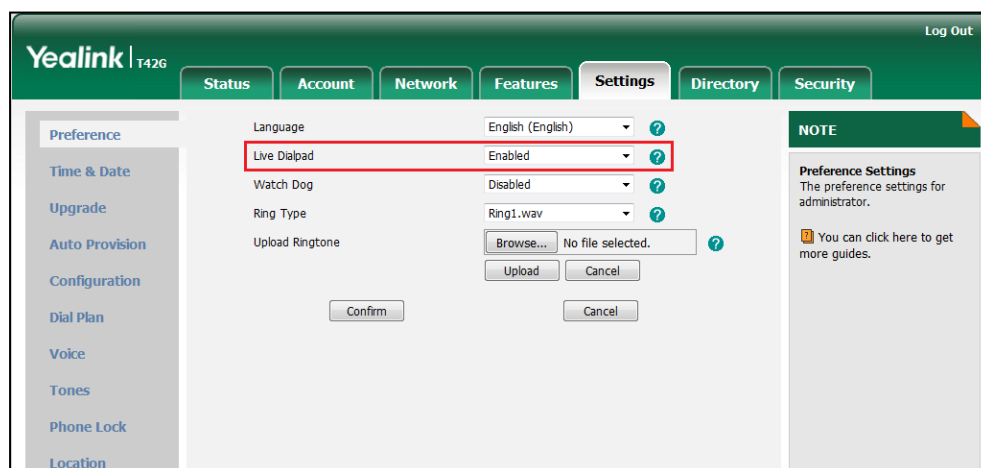 Log Out
Yealink T42G
Status Account Network Features Settings Directory Security
Preference
Time & Date
Upgrade
Auto Provision
Configuration
Dial Plan
Voice
Tones
Phone Lock
Location
Language English (English) ?
Live Dialpad Enabled ?
Watch Dog Disabled ?
Ring Type Ring1.wav ?
Upload Ringtone Browse... No file selected. ?
Upload Cancel
Confirm Cancel
NOTE
Preference Settings
The preference settings for
administrator.
? You can click here to get
more guides.